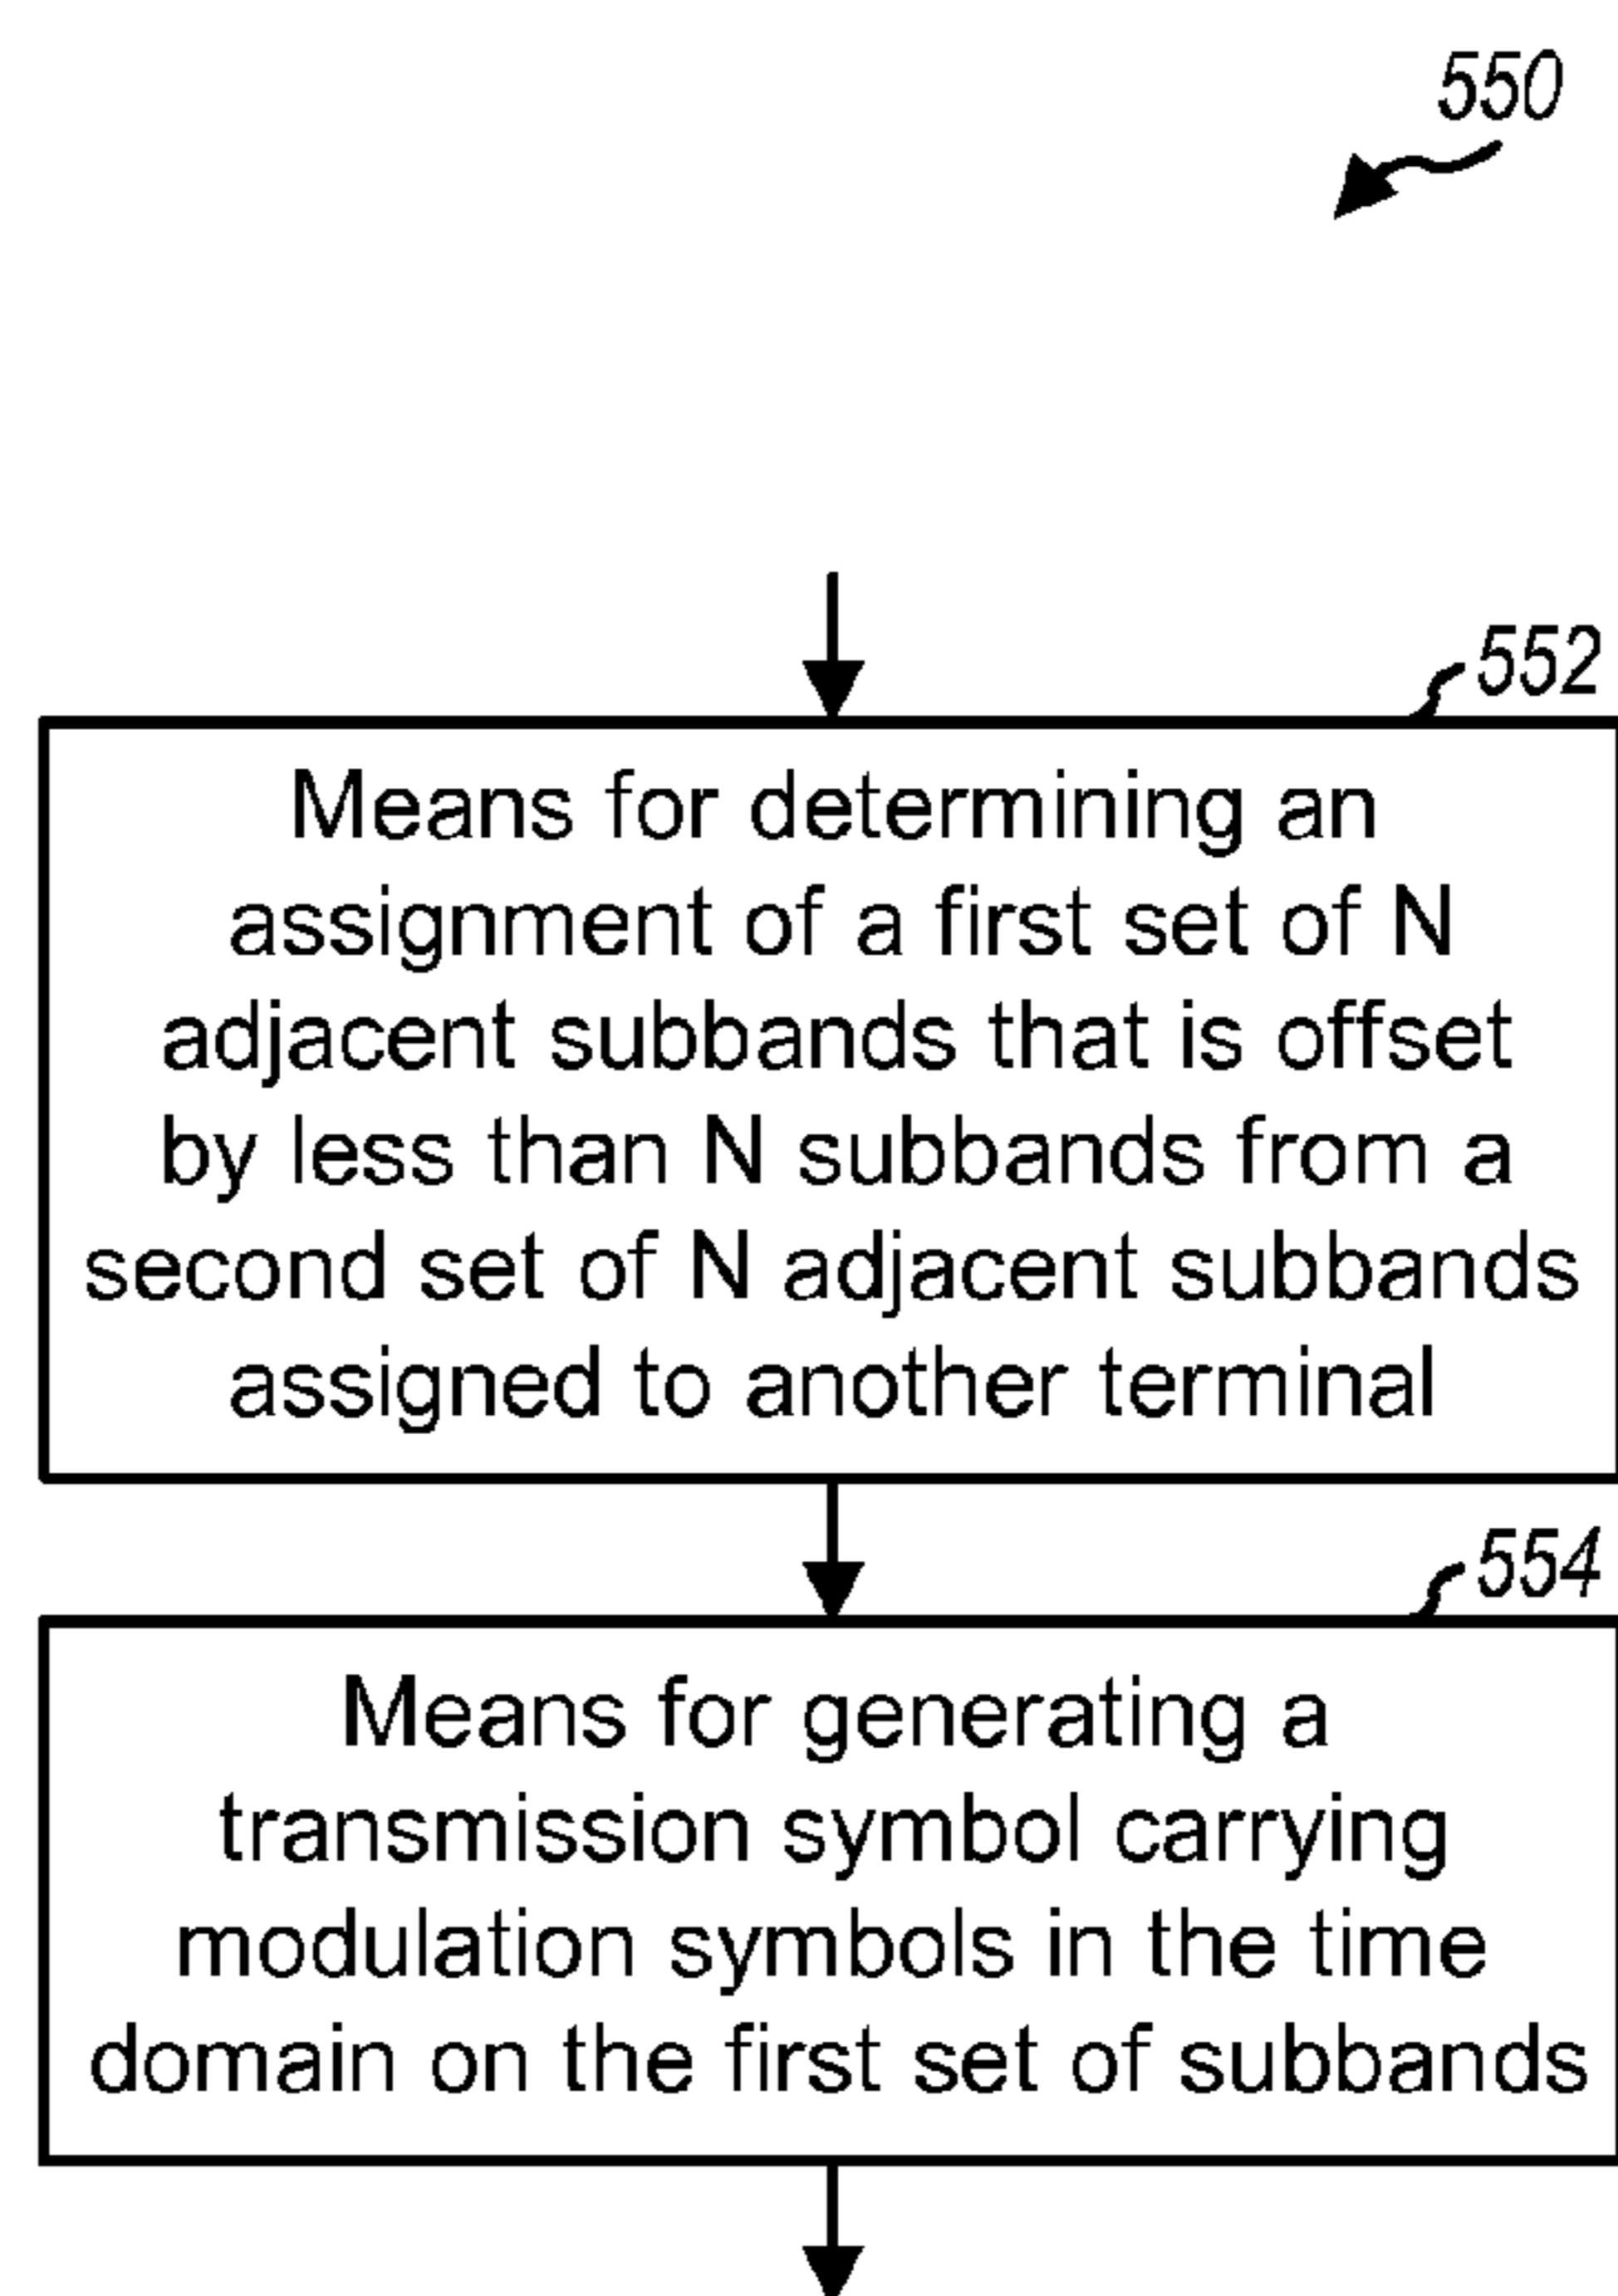 550
552
Means for determining an
assignment of a first set of N
adjacent subbands that is offset
by less than N subbands from a
second set of N adjacent subbands
assigned to another terminal
554
Means for generating a
transmission symbol carrying
modulation symbols in the time
domain on the first set of subbands